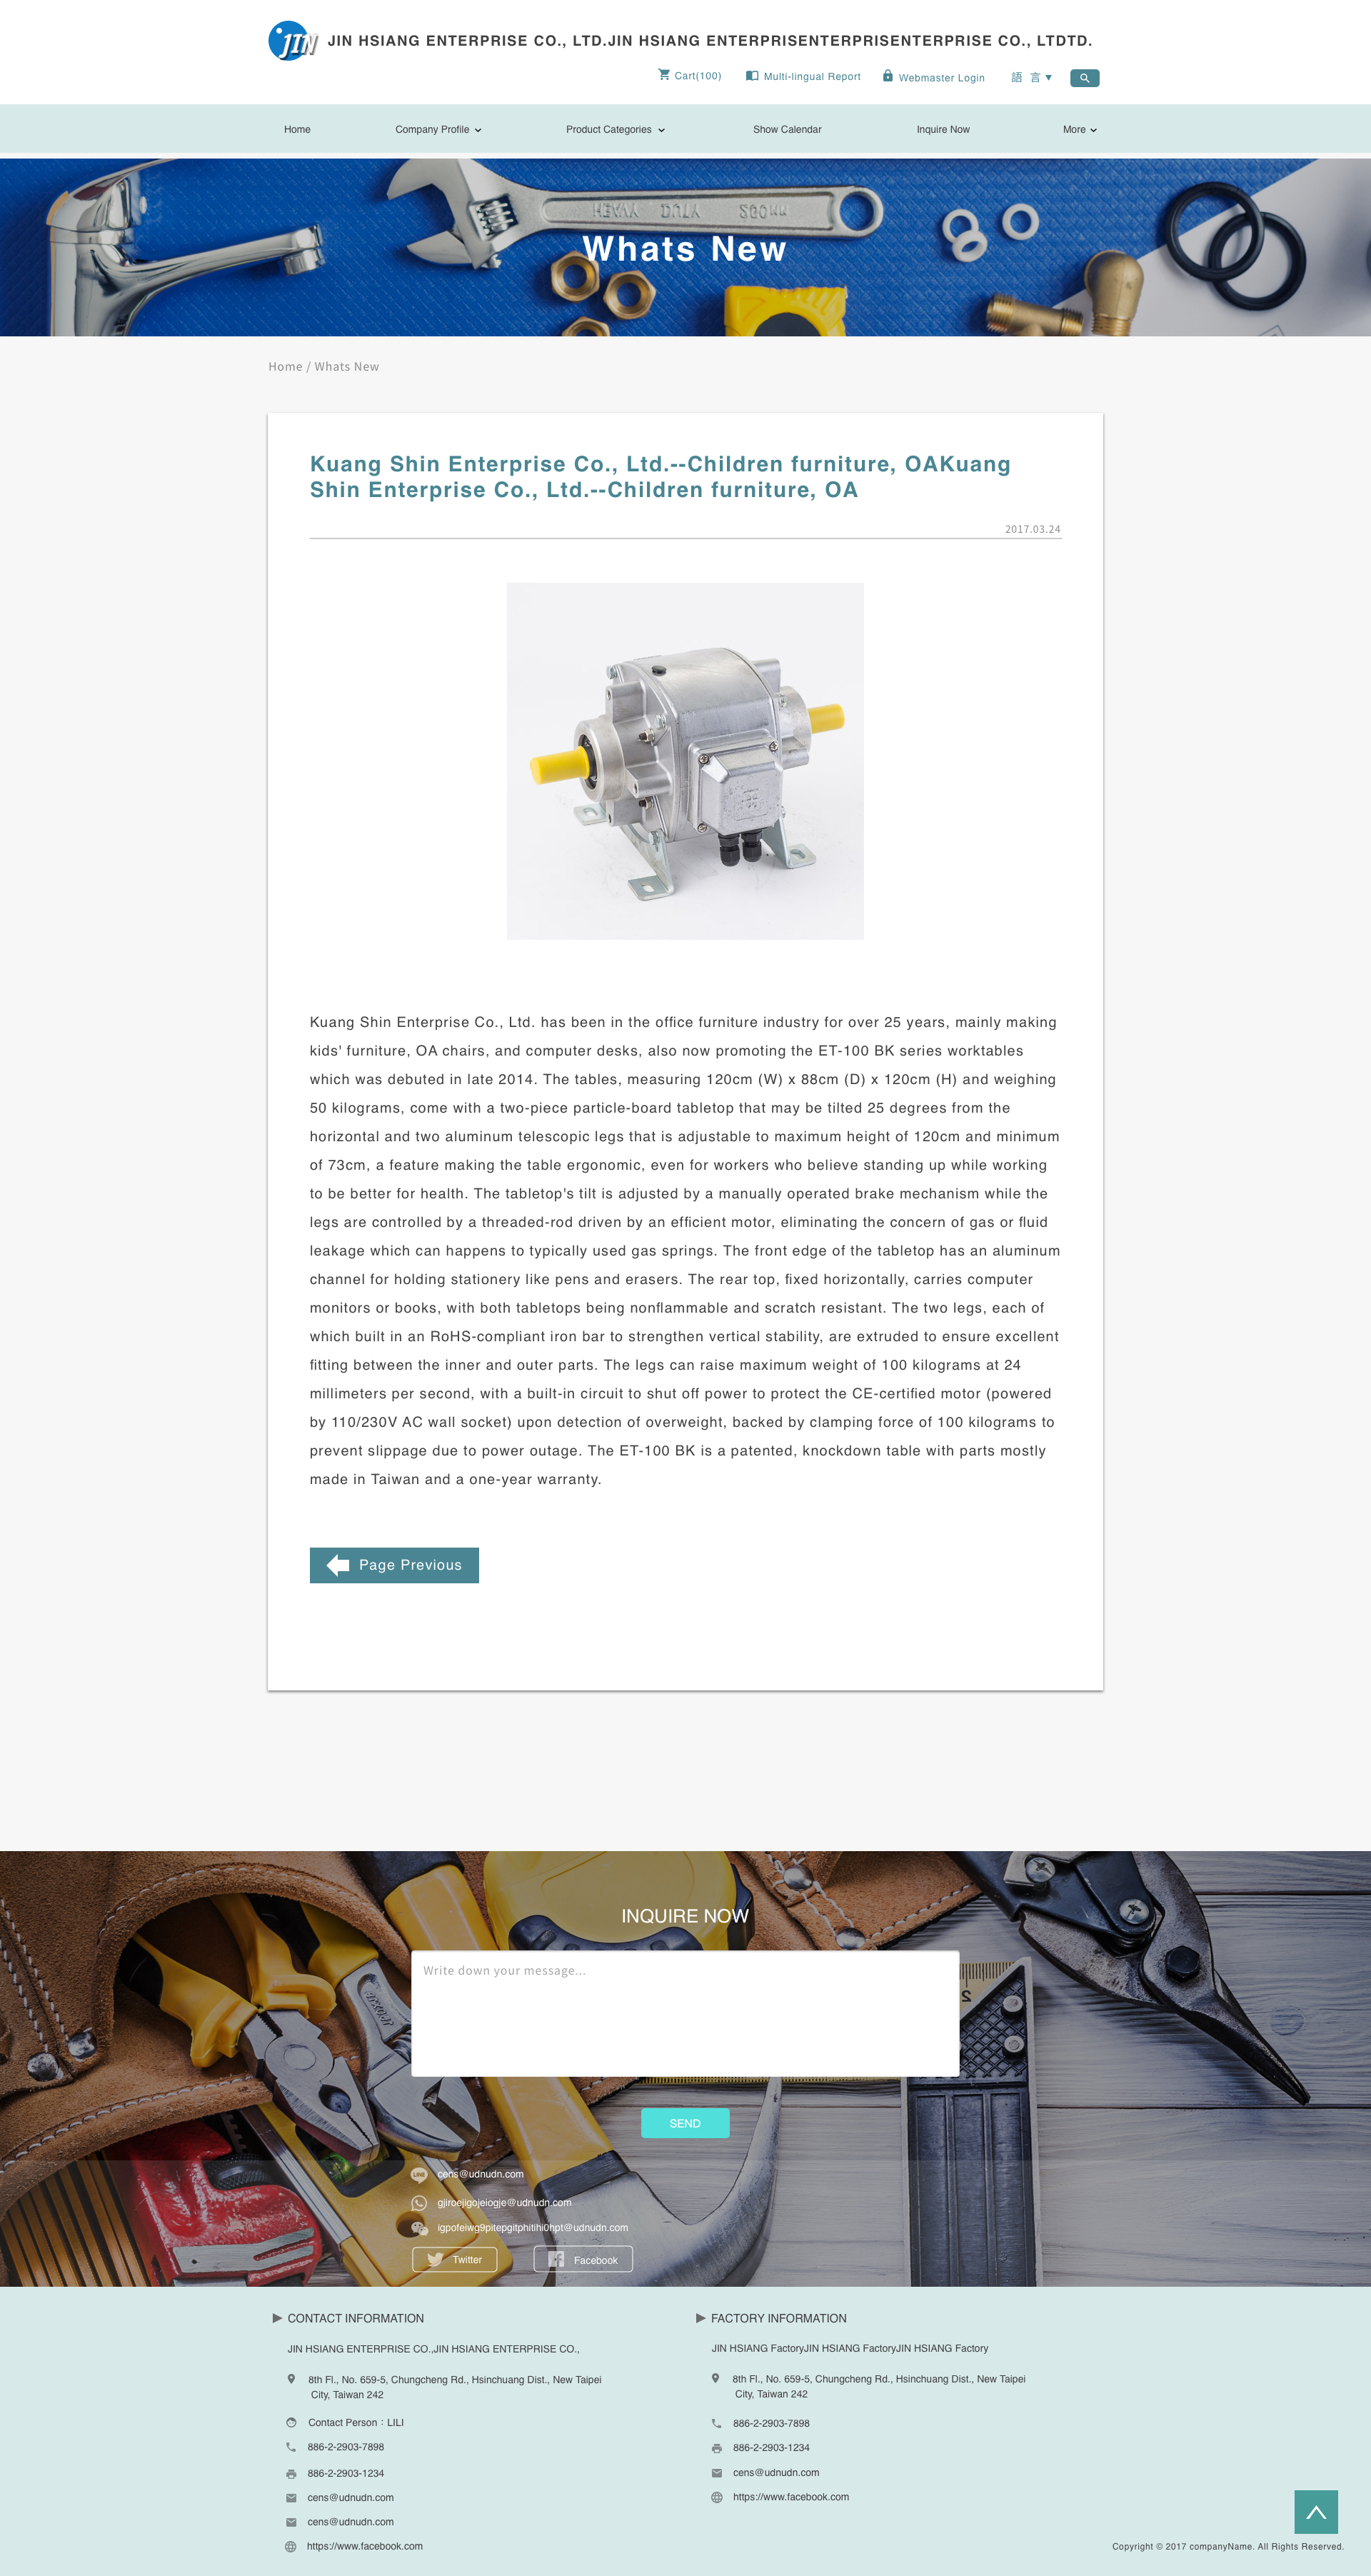 JIN
JIN HSIANG ENTERPRISE CO., LTD.JIN HSIANG ENTERPRISENTERPRISENTERPRISE CO., LTDTD.
Cart(100)
Multi-lingual Report
Webmaster Login
語 言
Home
Company Profile
Product Categories
Show Calendar
Inquire Now
More
HEAVY DUTY
Whats New
Home / Whats New
Kuang Shin Enterprise Co., Ltd.--Children furniture, OAKuang
Shin Enterprise Co., Ltd.--Children furniture, OA
2017.03.24
Kuang Shin Enterprise Co., Ltd. has been in the office furniture industry for over 25 years, mainly making
kids' furniture, OA chairs, and computer desks, also now promoting the ET-100 BK series worktables
which was debuted in late 2014. The tables, measuring 120cm (W) x 88cm (D) x 120cm (H) and weighing
50 kilograms, come with a two-piece particle-board tabletop that may be tilted 25 degrees from the
horizontal and two aluminum telescopic legs that is adjustable to maximum height of 120cm and minimum
of 73cm, a feature making the table ergonomic, even for workers who believe standing up while working
to be better for health. The tabletop's tilt is adjusted by a manually operated brake mechanism while the
legs are controlled by a threaded-rod driven by an efficient motor, eliminating the concern of gas or fluid
leakage which can happens to typically used gas springs. The front edge of the tabletop has an aluminum
channel for holding stationery like pens and erasers. The rear top, fixed horizontally, carries computer
monitors or books, with both tabletops being nonflammable and scratch resistant. The two legs, each of
which built in an RoHS-compliant iron bar to strengthen vertical stability, are extruded to ensure excellent
fitting between the inner and outer parts. The legs can raise maximum weight of 100 kilograms at 24
millimeters per second, with a built-in circuit to shut off power to protect the CE-certified motor (powered
by 110/230V AC wall socket) upon detection of overweight, backed by clamping force of 100 kilograms to
prevent slippage due to power outage. The ET-100 BK is a patented, knockdown table with parts mostly
made in Taiwan and a one-year warranty.
Page Previous
INQUIRE NOW
Write down your message...
SEND
LINE
cens@udnudn.com
gjiroejigojeiogje@udnudn.com
igpofeiwg9pitepgitphitihi0hpt@udnudn.com
Twitter
Facebook
CONTACT INFORMATION
JIN HSIANG ENTERPRISE CO.,JIN HSIANG ENTERPRISE CO.,
8th Fl., No. 659-5, Chungcheng Rd., Hsinchuang Dist., New Taipei
City, Taiwan 242
Contact Person：LILI
886-2-2903-7898
886-2-2903-1234
cens@udnudn.com
cens@udnudn.com
https://www.facebook.com
FACTORY INFORMATION
JIN HSIANG FactoryJIN HSIANG FactoryJIN HSIANG Factory
8th Fl., No. 659-5, Chungcheng Rd., Hsinchuang Dist., New Taipei
City, Taiwan 242
886-2-2903-7898
886-2-2903-1234
cens@udnudn.com
https://www.facebook.com
Copyright © 2017 companyName. All Rights Reserved.